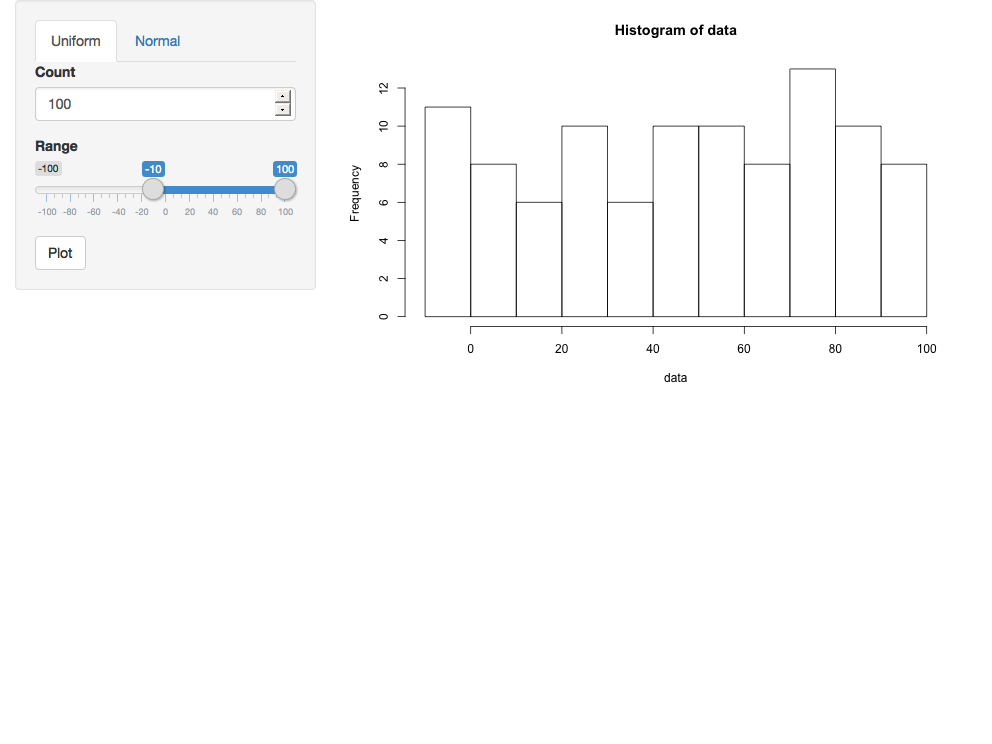 Uniform Normal
Count
100
Range
-100 -10 100
-100 -80 -60 -40 -20 0 20 40 60 80 100
Plot
Histogram of data
Frequency
12
10
8
6
4
2
0
0 20 40 60 80 100
data